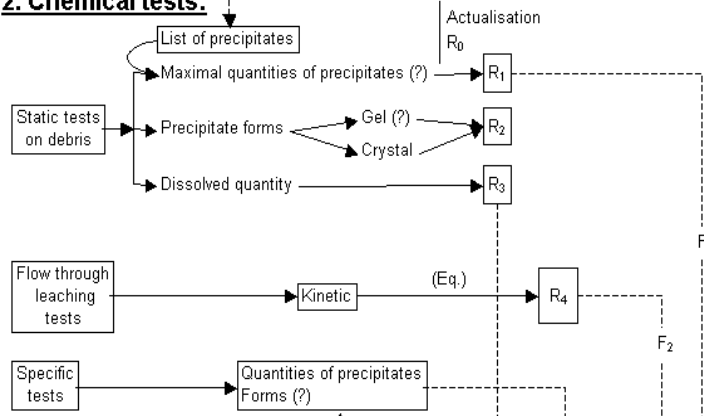 2. Chemical tests:
Actualisation
R₀
List of precipitates
Maximal quantities of precipitates (?)
R₁
Static tests
on debris
Precipitate forms
Gel (?)
Crystal
R₂
Dissolved quantity
R₃
F
Flow through
leaching
tests
Kinetic
(Eq.)
R₄
F₂
Specific
tests
Quantities of precipitates
Forms (?)